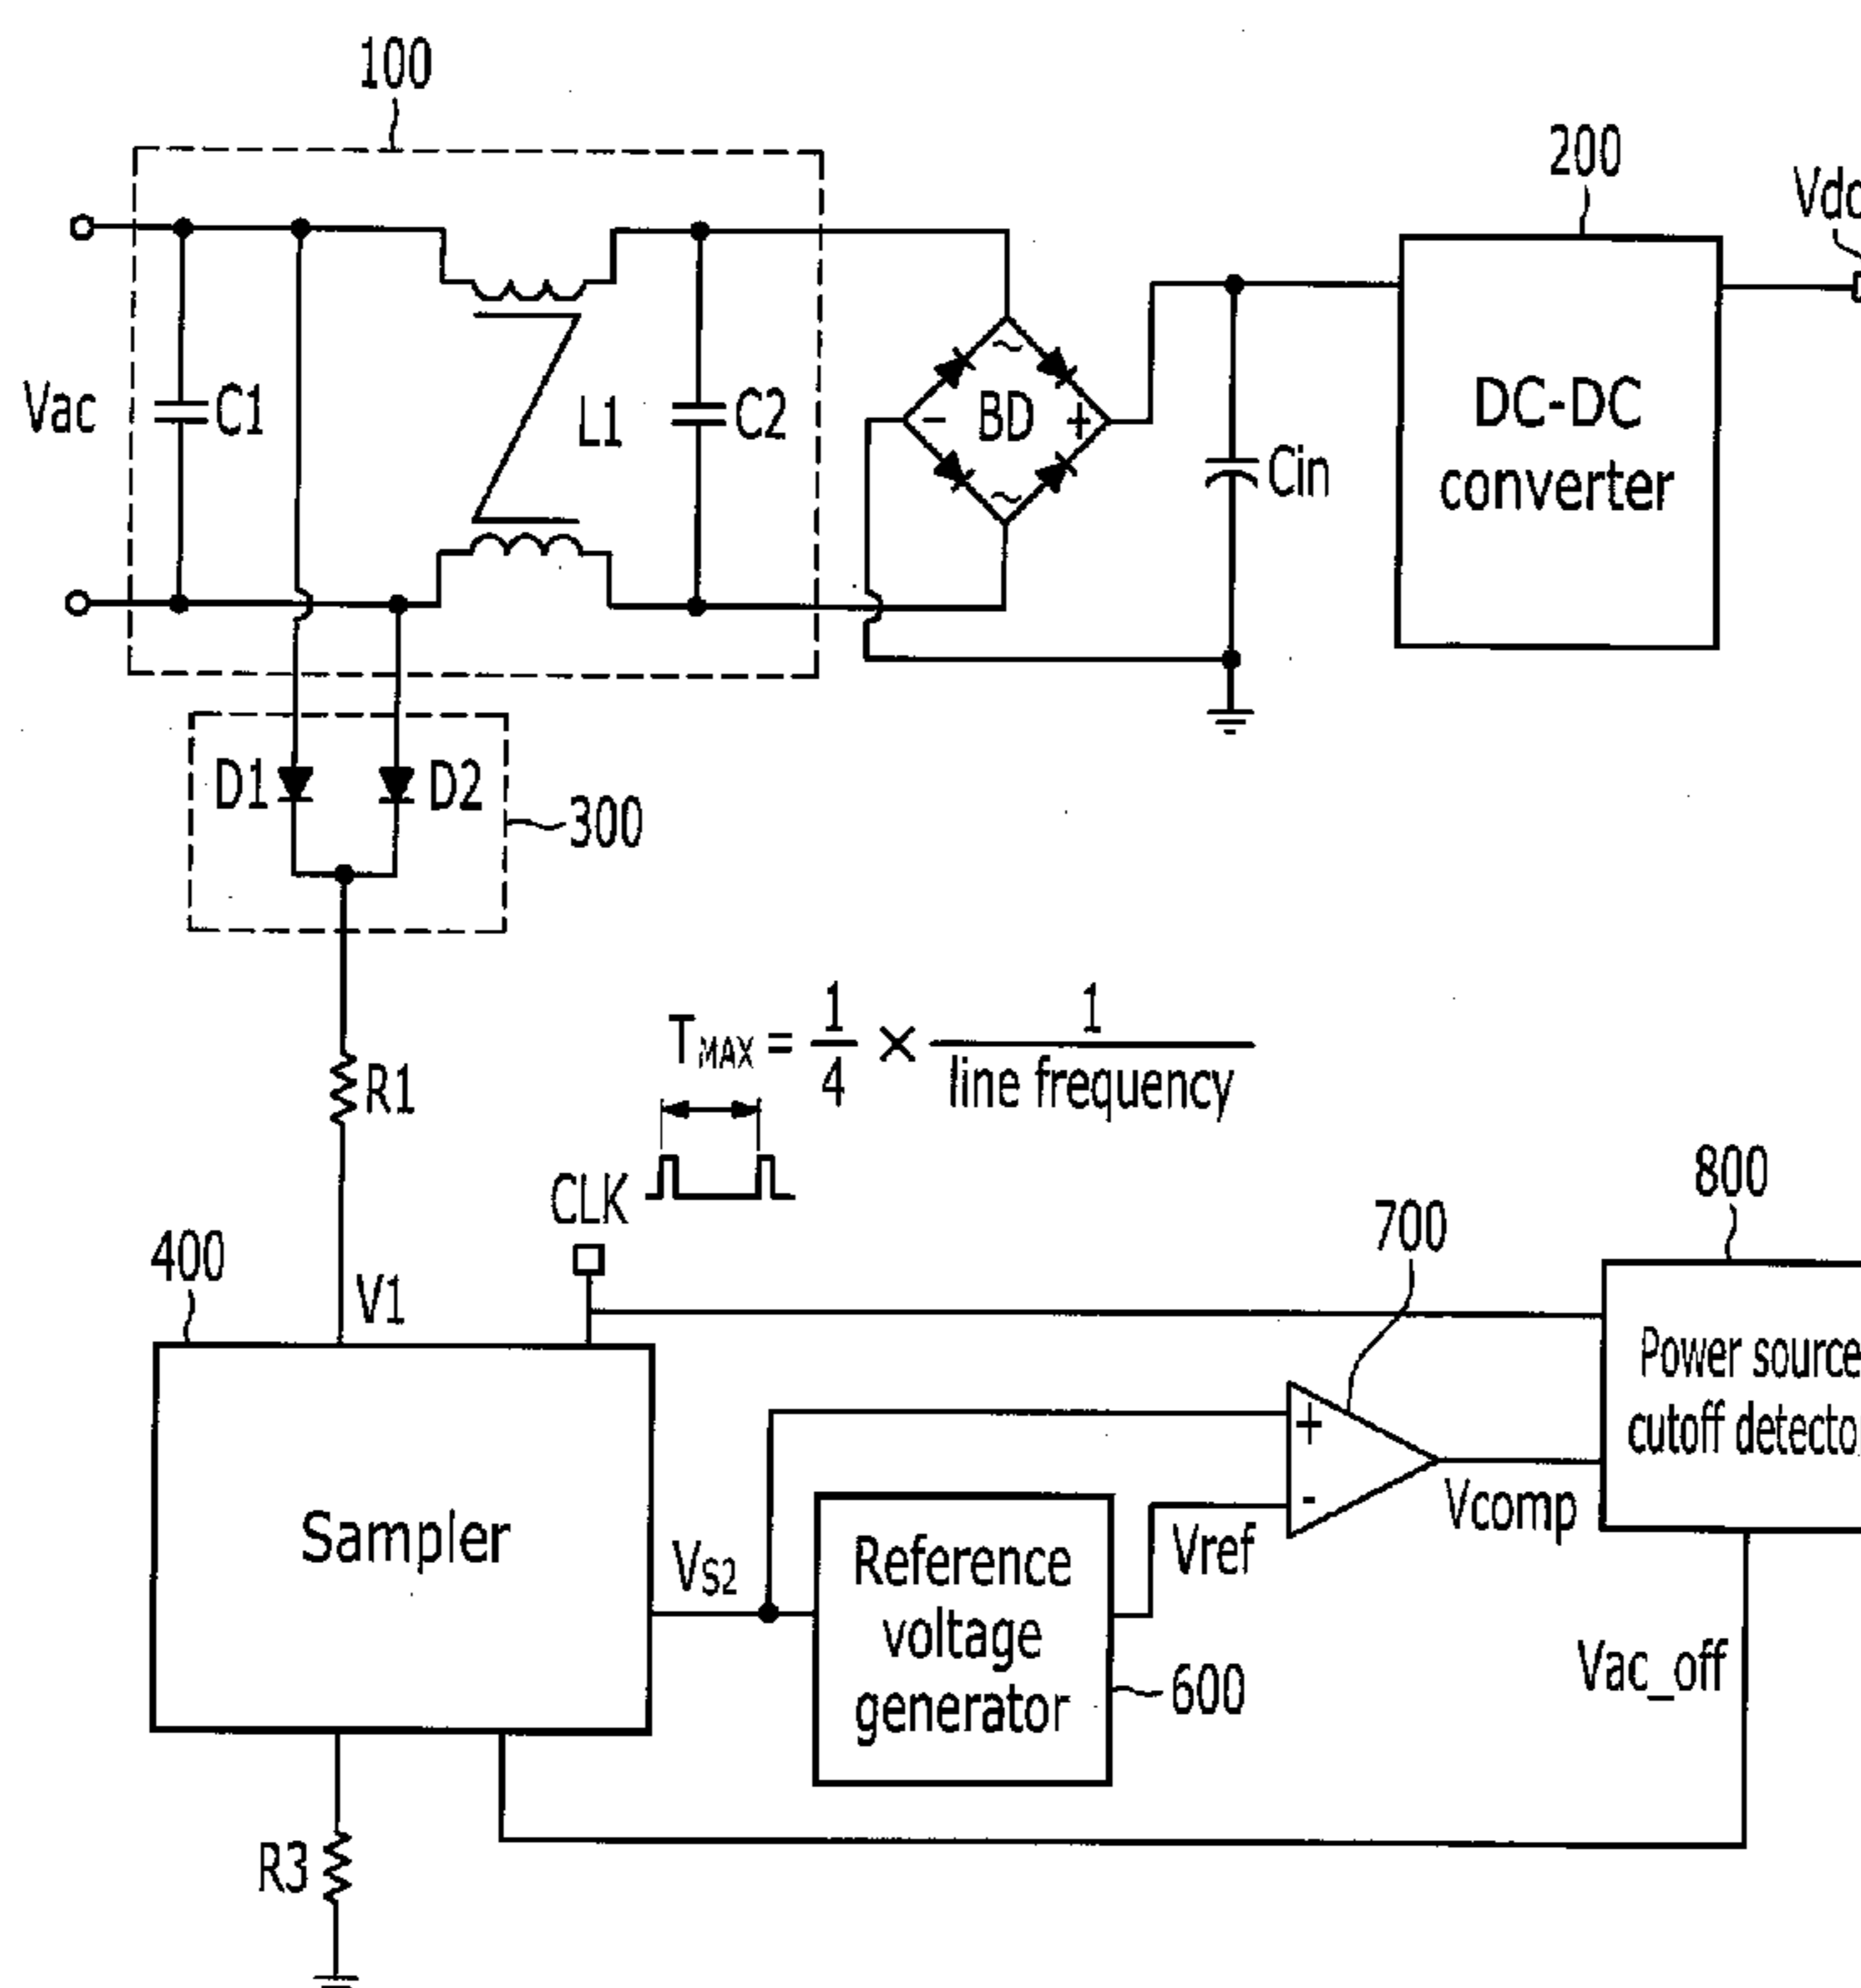 100
200
Vdc
Vac
C1
L1
C2
~
- BD +
~
Cin
DC-DC
converter
D1
D2
300
R1
TMAX = 1/4 × 1/line frequency
CLK
400
V1
700
800
Power source
cutoff detecto
Sampler
+
-
Vcomp
VS2
Reference
voltage
generator
Vref
600
Vac_off
R3